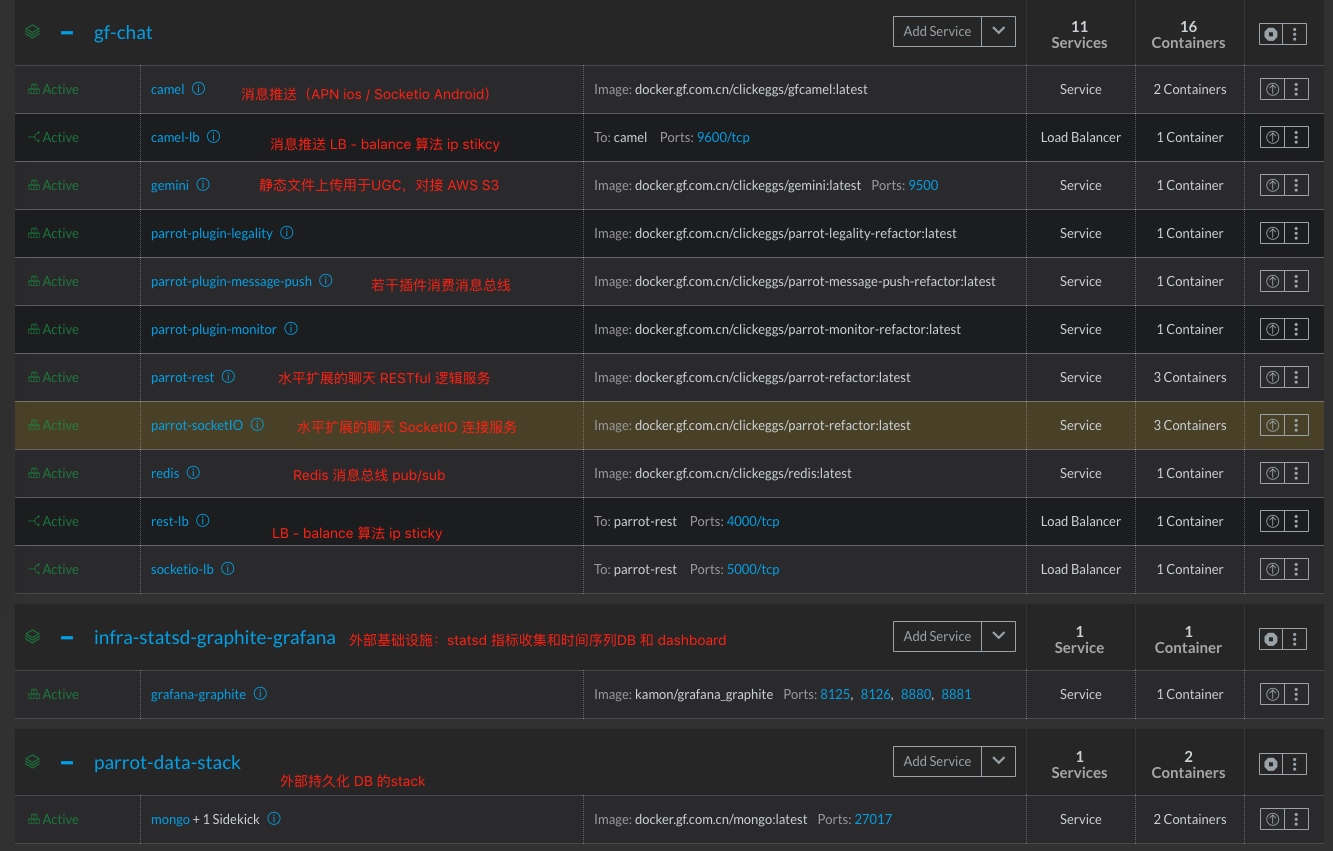 gf-chat Add Service 11 Services 16 Containers
Active camel 消息推送（APN ios / Socketio Android） Image: docker.gf.com.cn/clickeggs/gfcamel:latest Service 2 Containers
Active camel-lb 消息推送 LB - balance 算法 ip stikcy To: camel Ports: 9600/tcp Load Balancer 1 Container
Active gemini 静态文件上传用于UGC，对接 AWS S3 Image: docker.gf.com.cn/clickeggs/gemini:latest Ports: 9500 Service 1 Container
Active parrot-plugin-legality Image: docker.gf.com.cn/clickeggs/parrot-legality-refactor:latest Service 1 Container
Active parrot-plugin-message-push 若干插件消费消息总线 Image: docker.gf.com.cn/clickeggs/parrot-message-push-refactor:latest Service 1 Container
Active parrot-plugin-monitor Image: docker.gf.com.cn/clickeggs/parrot-monitor-refactor:latest Service 1 Container
Active parrot-rest 水平扩展的聊天 RESTful 逻辑服务 Image: docker.gf.com.cn/clickeggs/parrot-refactor:latest Service 3 Containers
Active parrot-socketIO 水平扩展的聊天 SocketIO 连接服务 Image: docker.gf.com.cn/clickeggs/parrot-refactor:latest Service 3 Containers
Active redis Redis 消息总线 pub/sub Image: docker.gf.com.cn/clickeggs/redis:latest Service 1 Container
Active rest-lb LB - balance 算法 ip sticky To: parrot-rest Ports: 4000/tcp Load Balancer 1 Container
Active socketio-lb To: parrot-rest Ports: 5000/tcp Load Balancer 1 Container
infra-statsd-graphite-grafana 外部基础设施：statsd 指标收集和时间序列DB 和 dashboard Add Service 1 Service 1 Container
Active grafana-graphite Image: kamon/grafana_graphite Ports: 8125, 8126, 8880, 8881 Service 1 Container
parrot-data-stack 外部持久化 DB 的stack Add Service 1 Services 2 Containers
Active mongo + 1 Sidekick Image: docker.gf.com.cn/mongo:latest Ports: 27017 Service 2 Containers